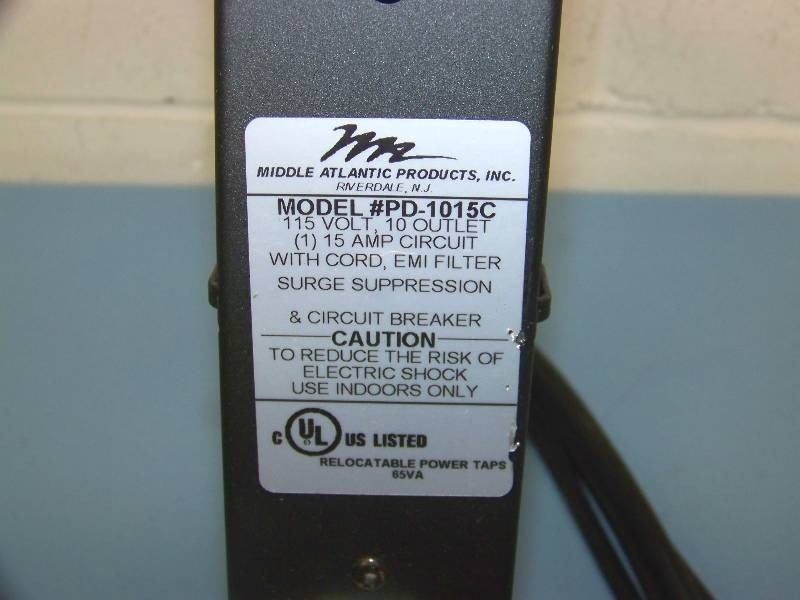 MIDDLE ATLANTIC PRODUCTS, INC.
RIVERDALE, N.J.
MODEL #PD-1015C
115 VOLT, 10 OUTLET
(1) 15 AMP CIRCUIT
WITH CORD, EMI FILTER
SURGE SUPPRESSION
& CIRCUIT BREAKER
CAUTION
TO REDUCE THE RISK OF
ELECTRIC SHOCK
USE INDOORS ONLY
C UL US LISTED
RELOCATABLE POWER TAPS
65VA